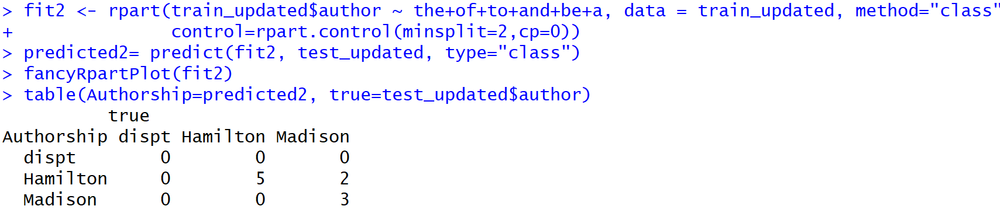 > fit2 <- rpart(train_updated$author ~ the+of+to+and+be+a, data = train_updated, method="class"
+               control=rpart.control(minsplit=2,cp=0))
> predicted2= predict(fit2, test_updated, type="class")
> fancyRpartPlot(fit2)
> table(Authorship=predicted2, true=test_updated$author)
          true
Authorship dispt Hamilton Madison
  dispt        0        0       0
  Hamilton     0        5       2
  Madison      0        0       3